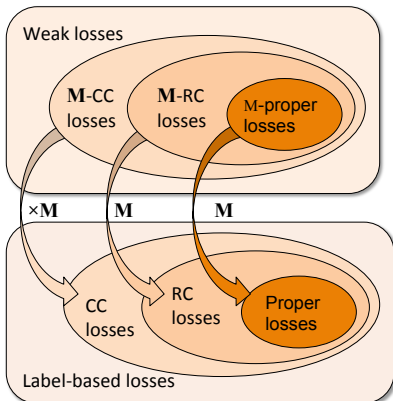 Weak losses
M-CC
losses
M-RC
losses
M-proper
losses
×M
M
M
CC
losses
RC
losses
Proper
losses
Label-based losses